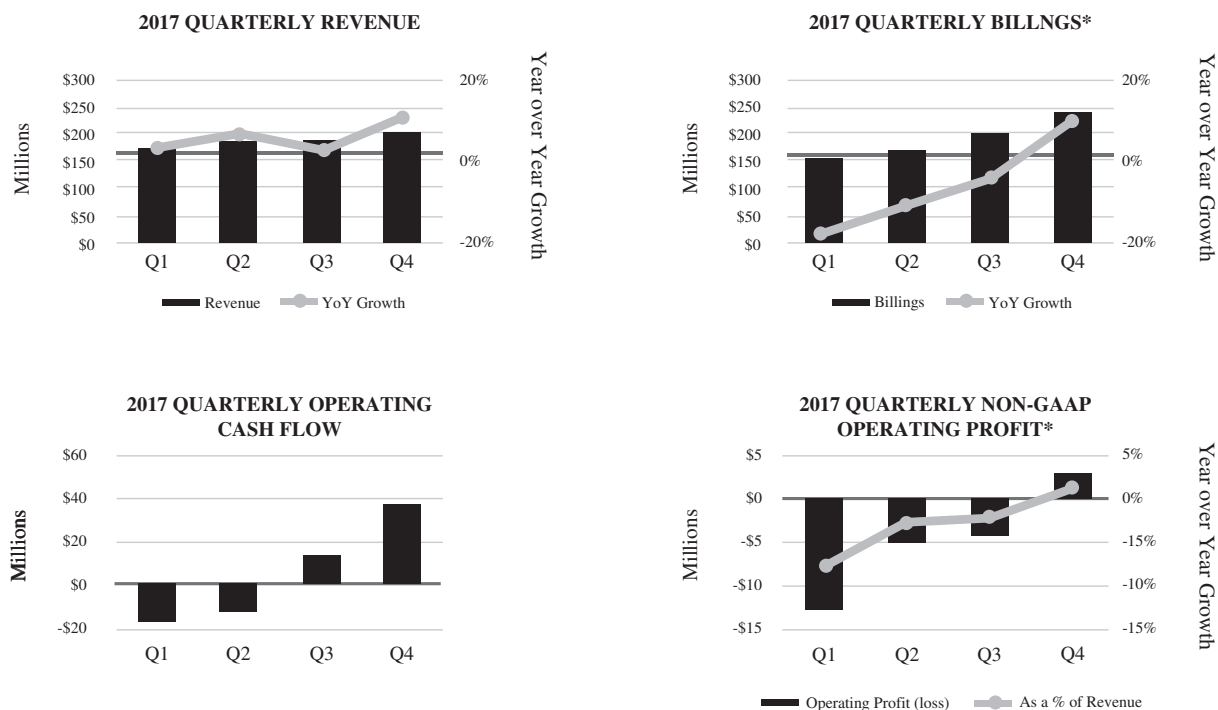 2017 QUARTERLY REVENUE
Millions
$300
$250
$200
$150
$100
$50
$0
20%
0%
-20%
Year over Year Growth
Q1 Q2 Q3 Q4
Revenue YoY Growth
2017 QUARTERLY BILLNGS*
Millions
$300
$250
$200
$150
$100
$50
$0
20%
0%
-20%
Year over Year Growth
Q1 Q2 Q3 Q4
Billings YoY Growth
2017 QUARTERLY OPERATING
CASH FLOW
Millions
$60
$40
$20
$0
-$20
Q1 Q2 Q3 Q4
2017 QUARTERLY NON-GAAP
OPERATING PROFIT*
Millions
$5
$0
-$5
-$10
-$15
5%
0%
-15%
-10%
-15%
Year over Year Growth
Q1 Q2 Q3 Q4
Operating Profit (loss) As a % of Revenue